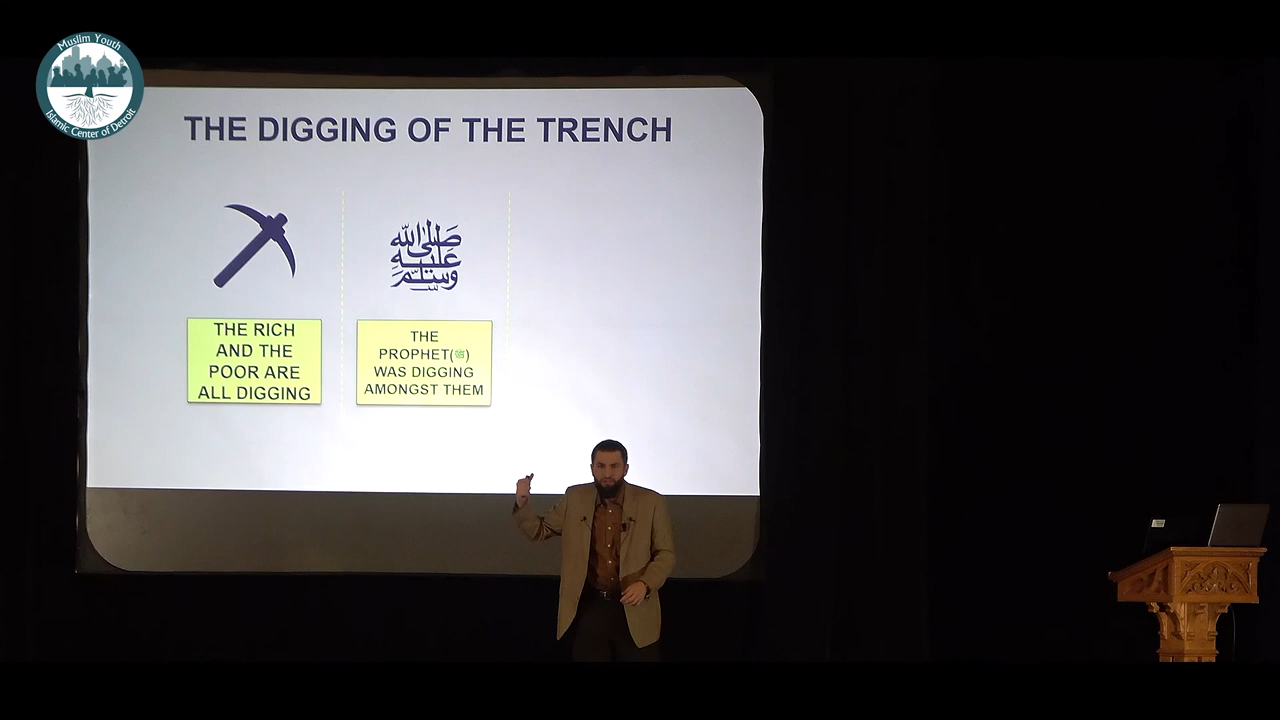 Muslim Youth
Islamic Center of Detroit
THE DIGGING OF THE TRENCH
صلى الله
عليه
وسلم
THE RICH
AND THE
POOR ARE
ALL DIGGING
THE
PROPHET(ﷺ)
WAS DIGGING
AMONGST THEM